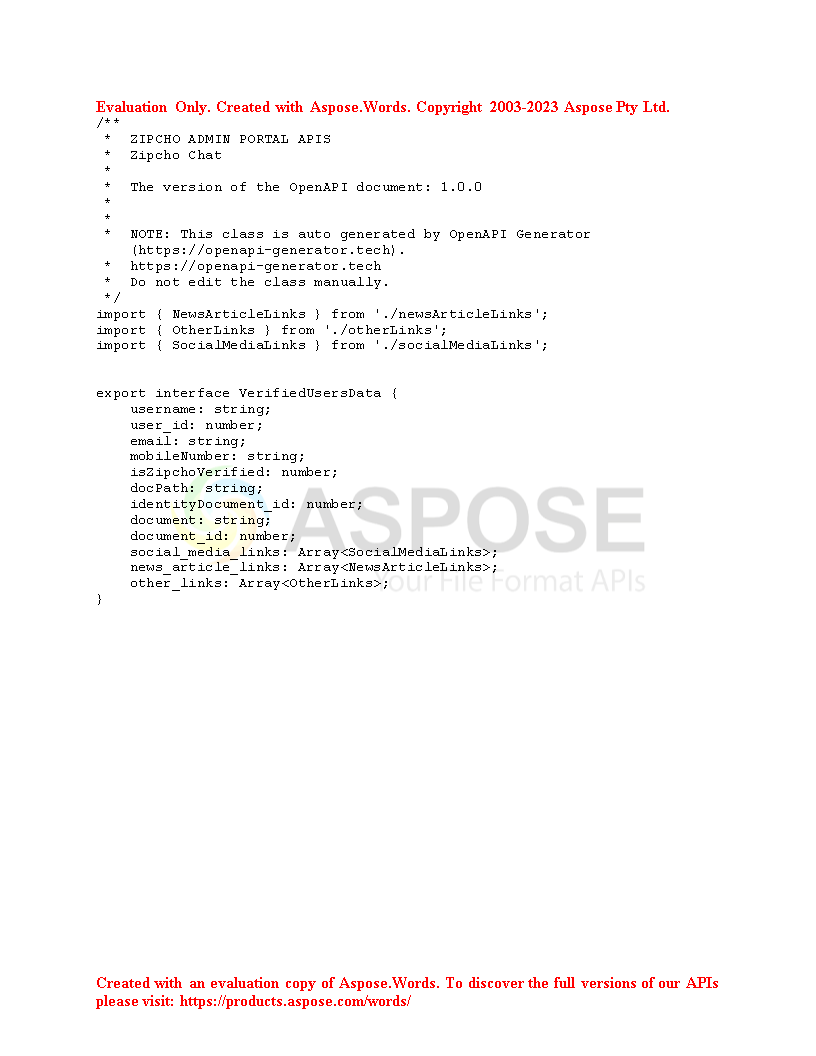 Evaluation Only. Created with Aspose.Words. Copyright 2003-2023 Aspose Pty Ltd.
/**
 * ZIPCHO ADMIN PORTAL APIS
 * Zipcho Chat
 *
 * The version of the OpenAPI document: 1.0.0
 *
 *
 * NOTE: This class is auto generated by OpenAPI Generator
(https://openapi-generator.tech).
 * https://openapi-generator.tech
 * Do not edit the class manually.
 */
import { NewsArticleLinks } from './newsArticleLinks';
import { OtherLinks } from './otherLinks';
import { SocialMediaLinks } from './socialMediaLinks';
export interface VerifiedUsersData {
    username: string;
    user_id: number;
    email: string;
    mobileNumber: string;
    isZipchoVerified: number;
    docPath: string;
    identityDocument_id: number;
    document: string;
    document_id: number;
    social_media_links: Array<SocialMediaLinks>;
    news_article_links: Array<NewsArticleLinks>;
    other_links: Array<OtherLinks>;
}
ASPOSE
Your File Format APIs
Created with an evaluation copy of Aspose.Words. To discover the full versions of our APIs
please visit: https://products.aspose.com/words/